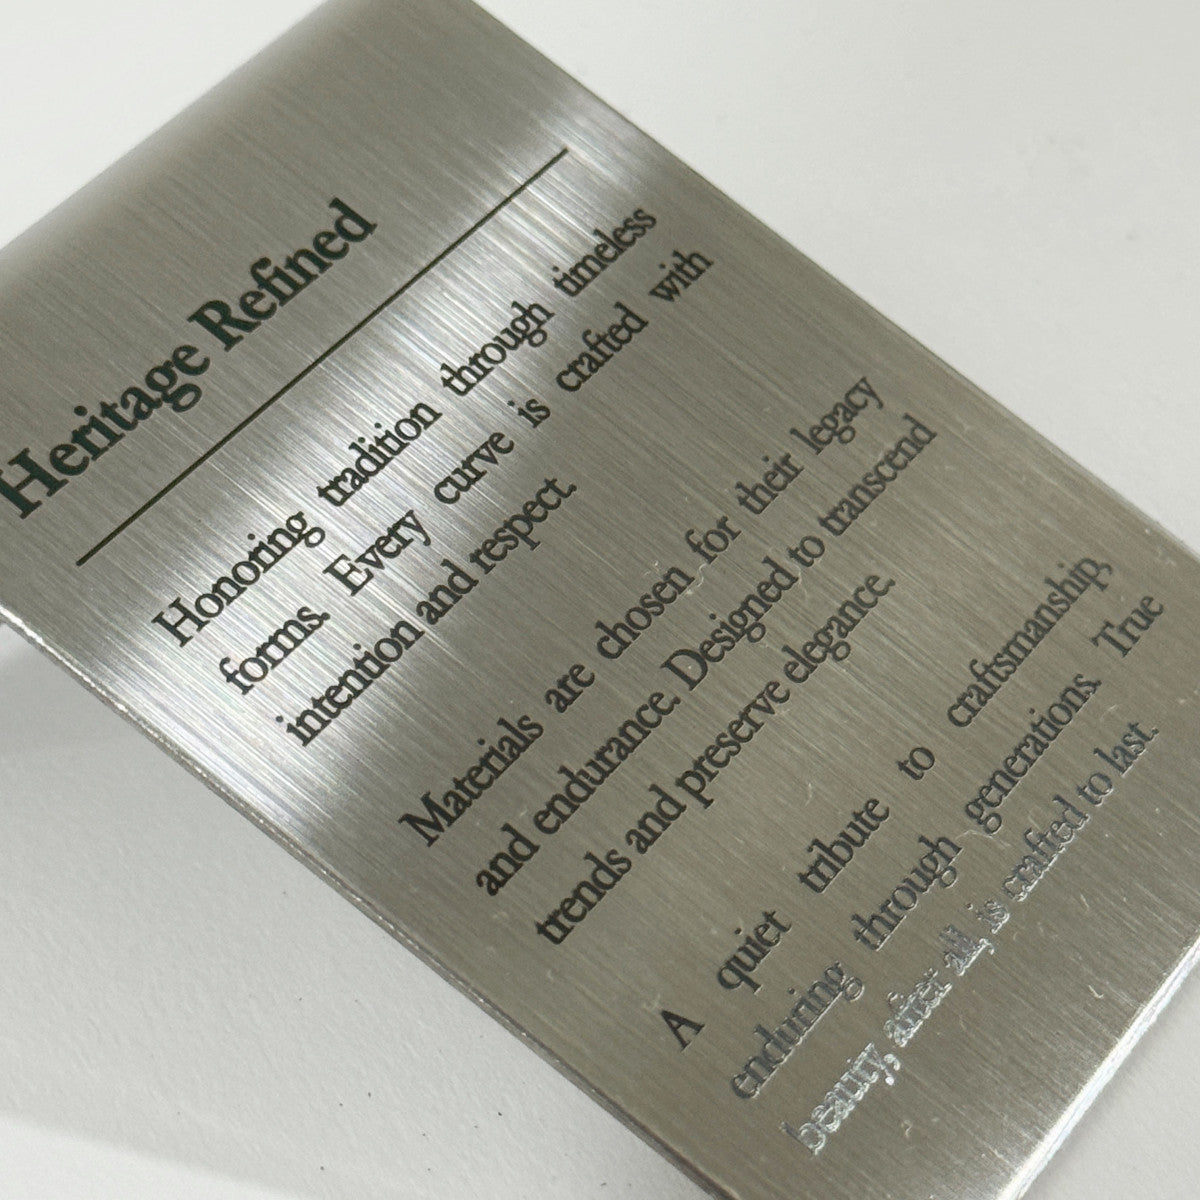 Heritage Refined
Honoring tradition through timeless
forms. Every curve is crafted with
intention and respect.
Materials are chosen for their legacy
and endurance. Designed to transcend
trends and preserve elegance.
A quiet tribute to craftsmanship,
enduring through generations. True
beauty, after all, is crafted to last.